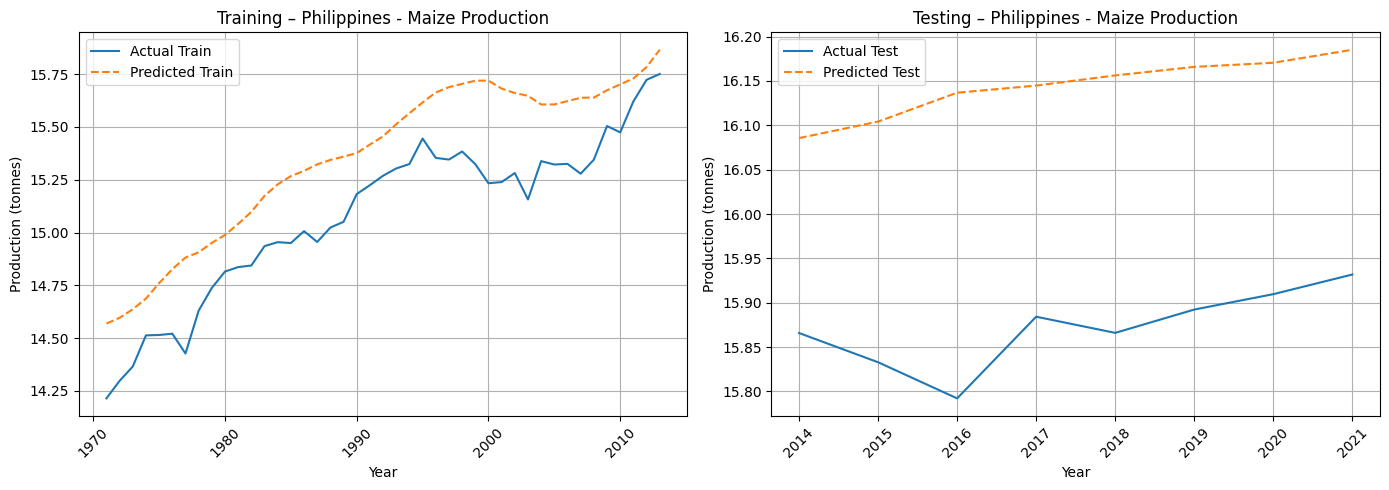 Training – Philippines - Maize Production
Actual Train
Predicted Train
Production (tonnes)
15.75
15.50
15.25
15.00
14.75
14.50
14.25
1970
1980
1990
2000
2010
Year
Testing – Philippines - Maize Production
Actual Test
Predicted Test
Production (tonnes)
16.20
16.15
16.10
16.05
16.00
15.95
15.90
15.85
15.80
2014
2015
2016
2017
2018
2019
2020
2021
Year